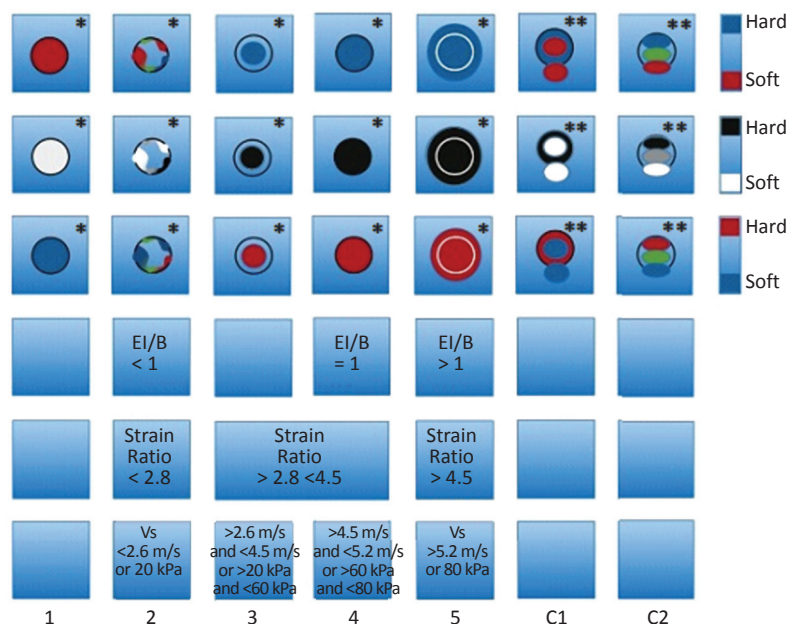 * * * * * ** **
Hard
Soft
* * * * * ** **
Hard
Soft
* * * * * ** **
Hard
Soft
EI/B
< 1
EI/B
= 1
EI/B
> 1
Strain
Ratio
< 2.8
Strain
Ratio
> 2.8 <4.5
Strain
Ratio
> 4.5
Vs
<2.6 m/s
or 20 kPa
>2.6 m/s
and <4.5 m/s
or >20 kPa
and <60 kPa
>4.5 m/s
and <5.2 m/s
or >60 kPa
and <80 kPa
Vs
>5.2 m/s
or 80 kPa
1 2 3 4 5 C1 C2